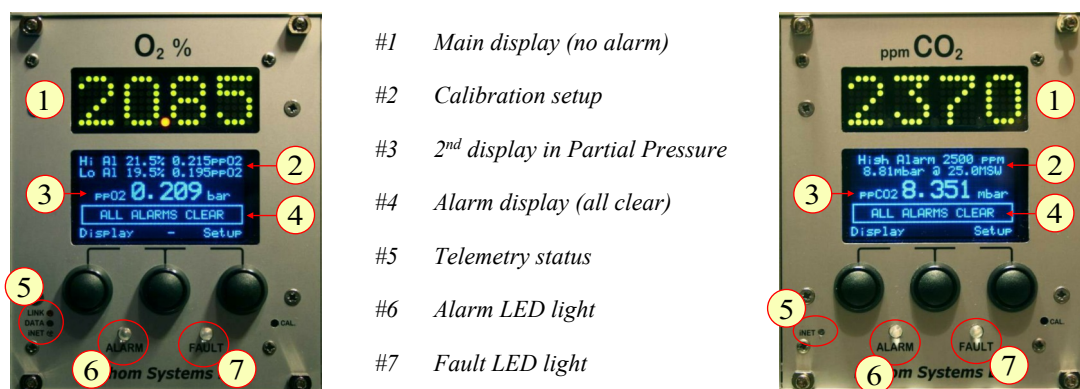 O2 %
20.85
1
Hi Al 21.5% 0.215ppO2
Lo Al 19.5% 0.195ppO2
2
3
ppO2 0.209 bar
ALL ALARMS CLEAR
4
Display - Setup
5
LINK
DATA
INET
CAL.
ALARM
FAULT
6
7
nom Systems
#1 Main display (no alarm)
#2 Calibration setup
#3 2nd display in Partial Pressure
#4 Alarm display (all clear)
#5 Telemetry status
#6 Alarm LED light
#7 Fault LED light
ppm CO2
2370
1
High Alarm 2500 ppm
8.81mbar @ 25.0MSW
2
3
ppCO2 8.351 mbar
ALL ALARMS CLEAR
4
Display Setup
5
INET
CAL.
ALARM
FAULT
6
7
om Systems